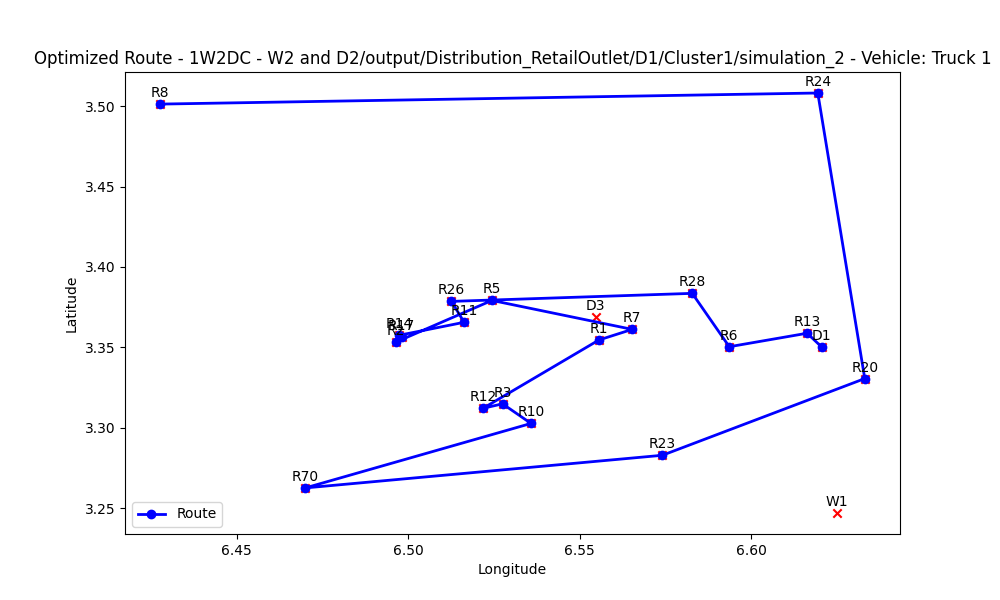 Optimized Route - 1W2DC - W2 and D2/output/Distribution_RetailOutlet/D1/Cluster1/simulation_2 - Vehicle: Truck 1
R8
R24
3.50
3.45
3.40
R28
R26
R5
D3
R11
R7
R13
R1
R6
D1
3.35
R20
R12
R3
R10
3.30
R23
R70
3.25
W1
Route
6.45
6.50
6.55
6.60
Latitude
Longitude